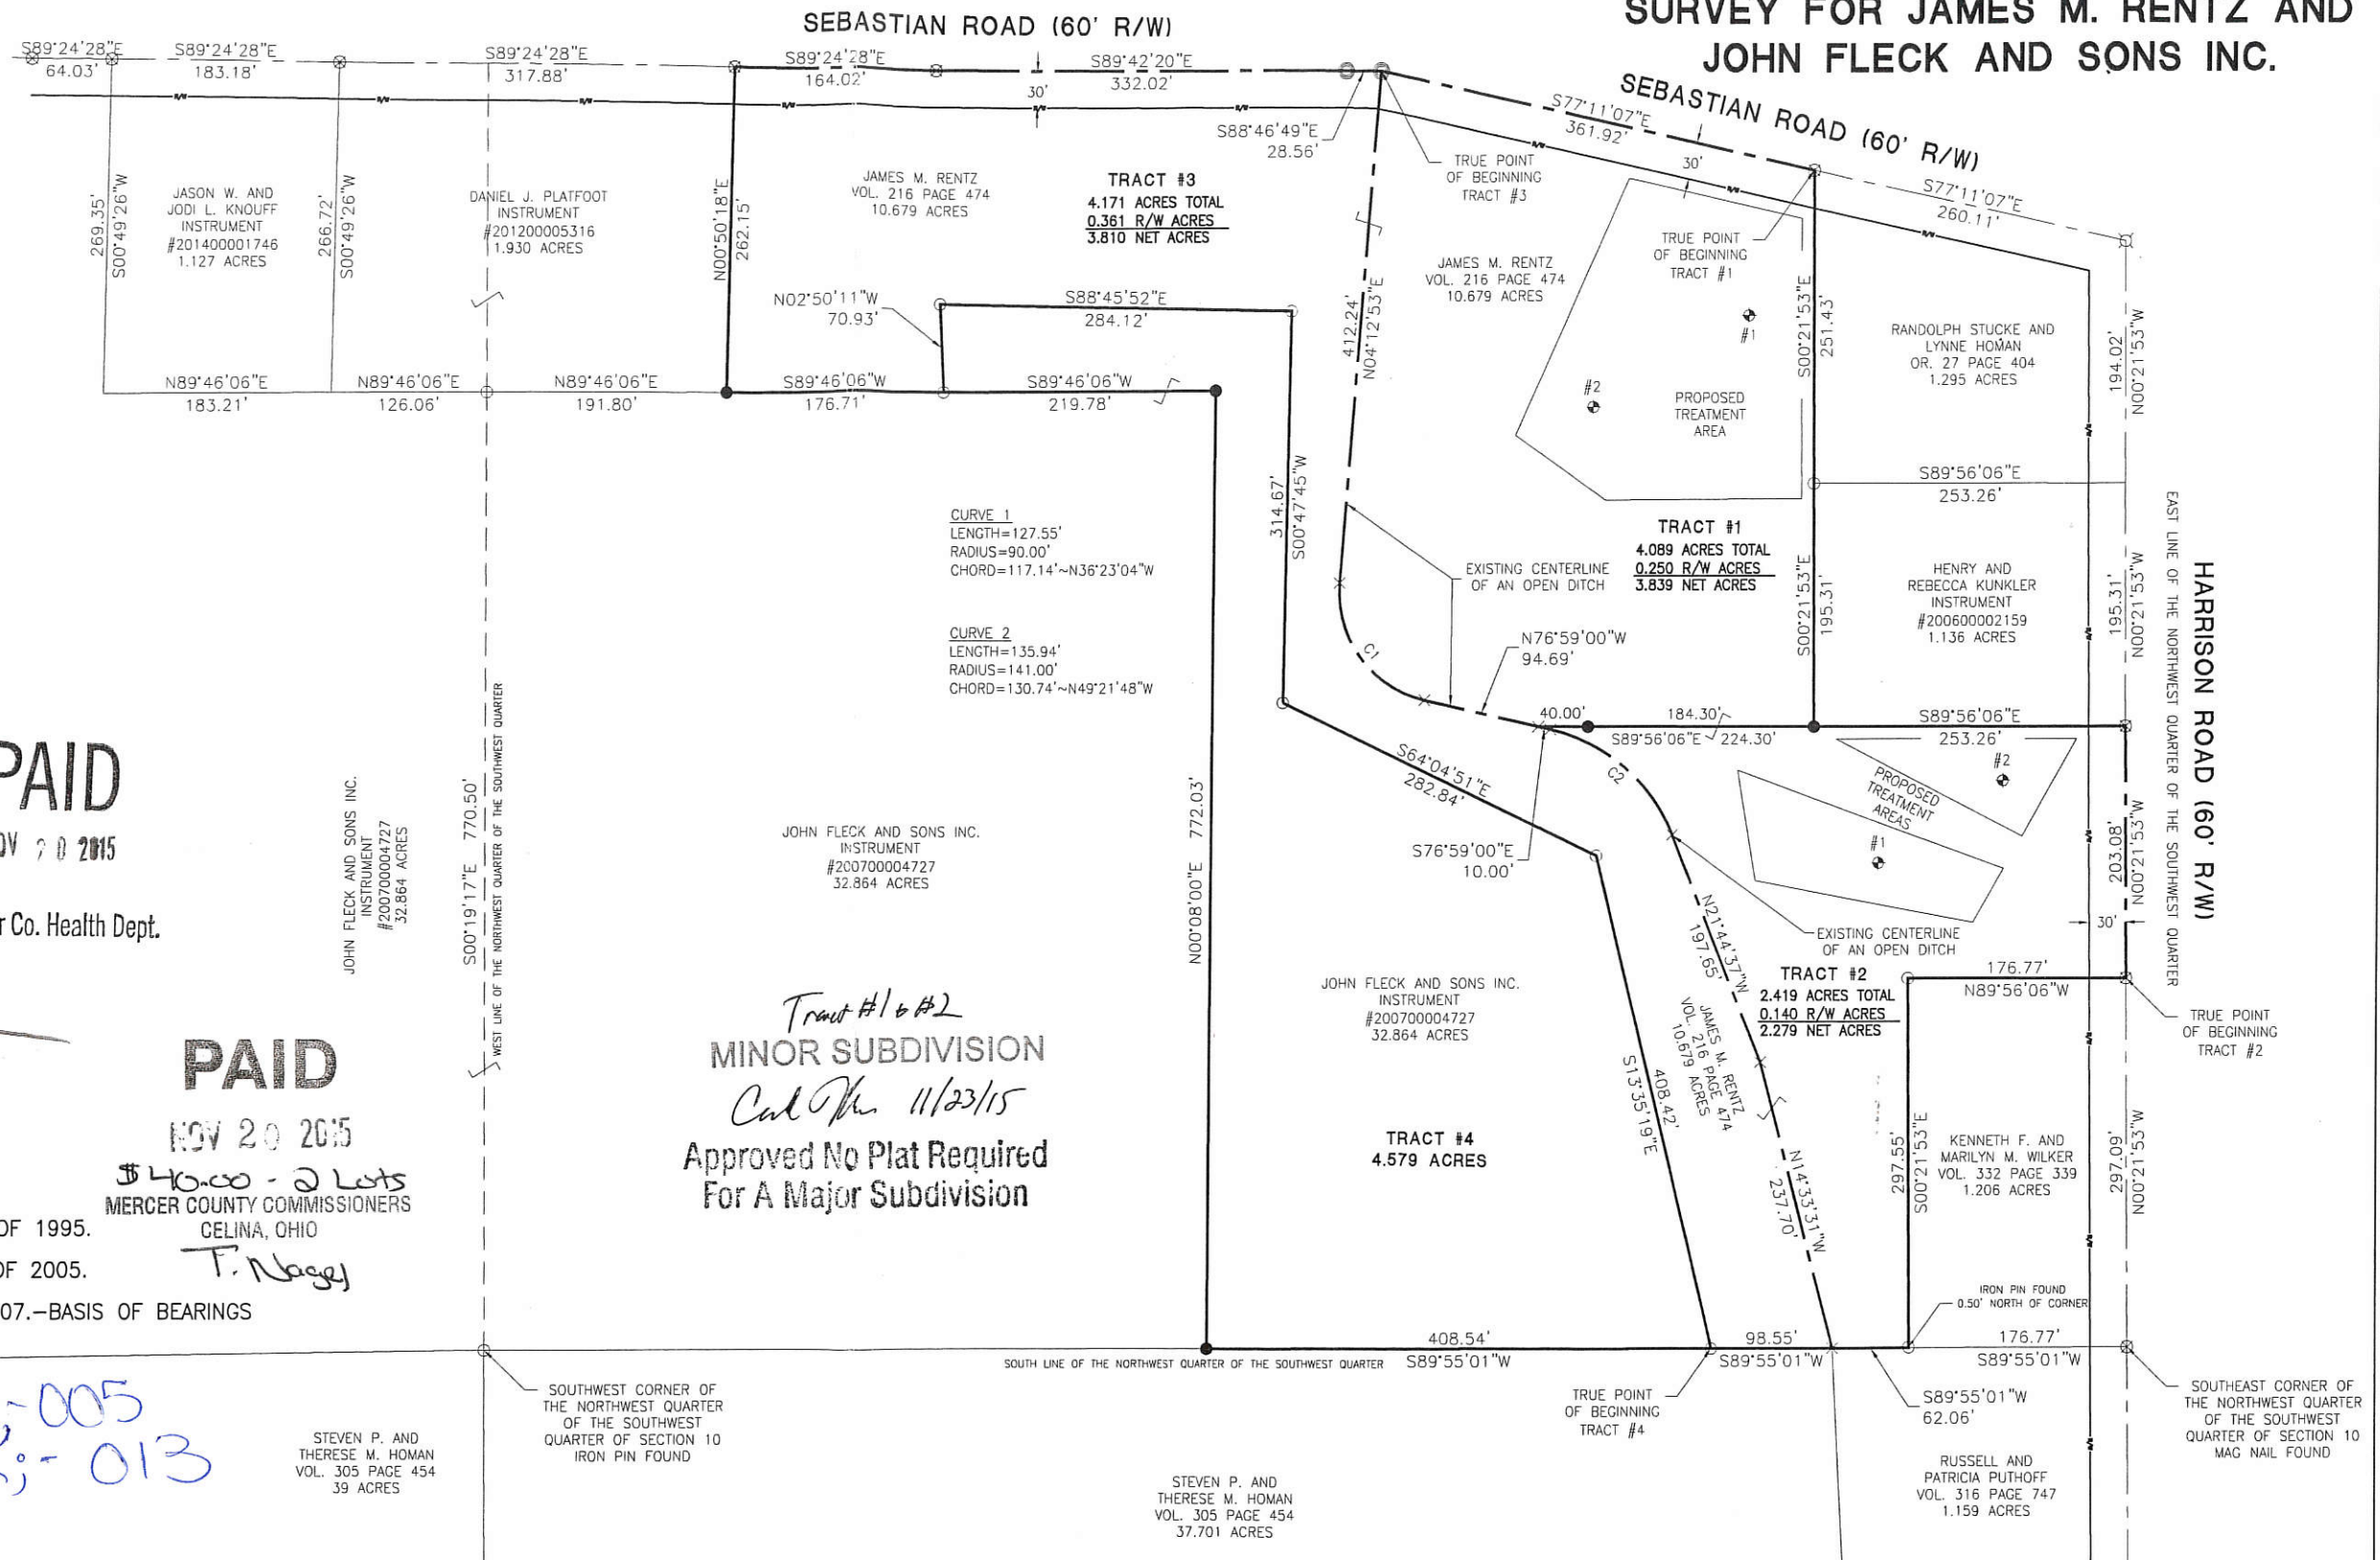 SURVEY FOR JAMES M. RENTZ AND
JOHN FLECK AND SONS INC.
SEBASTIAN ROAD (60' R/W)
SEBASTIAN ROAD (60' R/W)
S89°24'28"E
64.03'
S89°24'28"E
183.18'
S89°24'28"E
317.88'
S89°24'28"E
164.02'
S89°42'20"E
332.02'
30'
S88°46'49"E
28.56'
S77°11'07"E
361.92'
30'
S77°11'07"E
260.11'
TRUE POINT
OF BEGINNING
TRACT #3
TRUE POINT
OF BEGINNING
TRACT #1
269.35'
S00°49'26"W
JASON W. AND
JODI L. KNOUFF
INSTRUMENT
#201400001746
1.127 ACRES
266.72'
S00°49'26"W
DANIEL J. PLATFOOT
INSTRUMENT
#201200005316
1.930 ACRES
N00°50'18"E
262.15'
JAMES M. RENTZ
VOL. 216 PAGE 474
10.679 ACRES
TRACT #3
4.171 ACRES TOTAL
0.361 R/W ACRES
3.810 NET ACRES
N02°50'11"W
70.93'
S88°45'52"E
284.12'
412.24'
N04°12'53"E
JAMES M. RENTZ
VOL. 216 PAGE 474
10.679 ACRES
#1
#2
PROPOSED
TREATMENT
AREA
S00°21'53"E
251.43'
RANDOLPH STUCKE AND
LYNNE HOMAN
OR. 27 PAGE 404
1.295 ACRES
194.02'
N00°21'53"W
N89°46'06"E
183.21'
N89°46'06"E
126.06'
N89°46'06"E
191.80'
S89°46'06"W
176.71'
S89°46'06"W
219.78'
314.67'
S00°47'45"W
S89°56'06"E
253.26'
CURVE 1
LENGTH=127.55'
RADIUS=90.00'
CHORD=117.14'~N36°23'04"W
CURVE 2
LENGTH=135.94'
RADIUS=141.00'
CHORD=130.74'~N49°21'48"W
EXISTING CENTERLINE
OF AN OPEN DITCH
TRACT #1
4.089 ACRES TOTAL
0.250 R/W ACRES
3.839 NET ACRES
S00°21'53"E
195.31'
HENRY AND
REBECCA KUNKLER
INSTRUMENT
#200600002159
1.136 ACRES
195.31'
N00°21'53"W
EAST LINE OF THE NORTHWEST QUARTER OF THE SOUTHWEST QUARTER
HARRISON ROAD (60' R/W)
C1
N76°59'00"W
94.69'
40.00'
184.30'
S89°56'06"E
224.30'
S89°56'06"E
253.26'
C2
S64°04'51"E
282.84'
S76°59'00"E
10.00'
PROPOSED
TREATMENT
AREAS
#2
#1
203.08'
N00°21'53"W
30'
EXISTING CENTERLINE
OF AN OPEN DITCH
N21°44'37"W
197.65'
TRACT #2
2.419 ACRES TOTAL
0.140 R/W ACRES
2.279 NET ACRES
176.77'
N89°56'06"W
TRUE POINT
OF BEGINNING
TRACT #2
PAID
2015
Co. Health Dept.
JOHN FLECK AND SONS INC.
INSTRUMENT
#200700004727
32.864 ACRES
S00°19'17"E 770.50'
WEST LINE OF THE NORTHWEST QUARTER OF THE SOUTHWEST QUARTER
JOHN FLECK AND SONS INC.
INSTRUMENT
#200700004727
32.864 ACRES
N00°08'00"E 772.03'
JOHN FLECK AND SONS INC.
INSTRUMENT
#200700004727
32.864 ACRES
JAMES M. RENTZ
VOL. 216 PAGE 474
10.679 ACRES
S13°35'19"E
408.42'
TRACT #4
4.579 ACRES
N14°33'31"W
237.70'
297.55'
S00°21'53"E
KENNETH F. AND
MARILYN M. WILKER
VOL. 332 PAGE 339
1.206 ACRES
297.09'
N00°21'53"W
PAID
NOV 20 2015
$40.00 - 2 Lots
MERCER COUNTY COMMISSIONERS
CELINA, OHIO
T. Nagel
Tract #1 & #2
MINOR SUBDIVISION
11/23/15
Approved No Plat Required
For A Major Subdivision
OF 1995.
OF 2005.
07.-BASIS OF BEARINGS
IRON PIN FOUND
0.50' NORTH OF CORNER
408.54'
S89°55'01"W
98.55'
S89°55'01"W
176.77'
S89°55'01"W
SOUTH LINE OF THE NORTHWEST QUARTER OF THE SOUTHWEST QUARTER
S89°55'01"W
62.06'
TRUE POINT
OF BEGINNING
TRACT #4
SOUTHWEST CORNER OF
THE NORTHWEST QUARTER
OF THE SOUTHWEST
QUARTER OF SECTION 10
IRON PIN FOUND
SOUTHEAST CORNER OF
THE NORTHWEST QUARTER
OF THE SOUTHWEST
QUARTER OF SECTION 10
MAG NAIL FOUND
-005
- 013
STEVEN P. AND
THERESE M. HOMAN
VOL. 305 PAGE 454
39 ACRES
STEVEN P. AND
THERESE M. HOMAN
VOL. 305 PAGE 454
37.701 ACRES
RUSSELL AND
PATRICIA PUTHOFF
VOL. 316 PAGE 747
1.159 ACRES